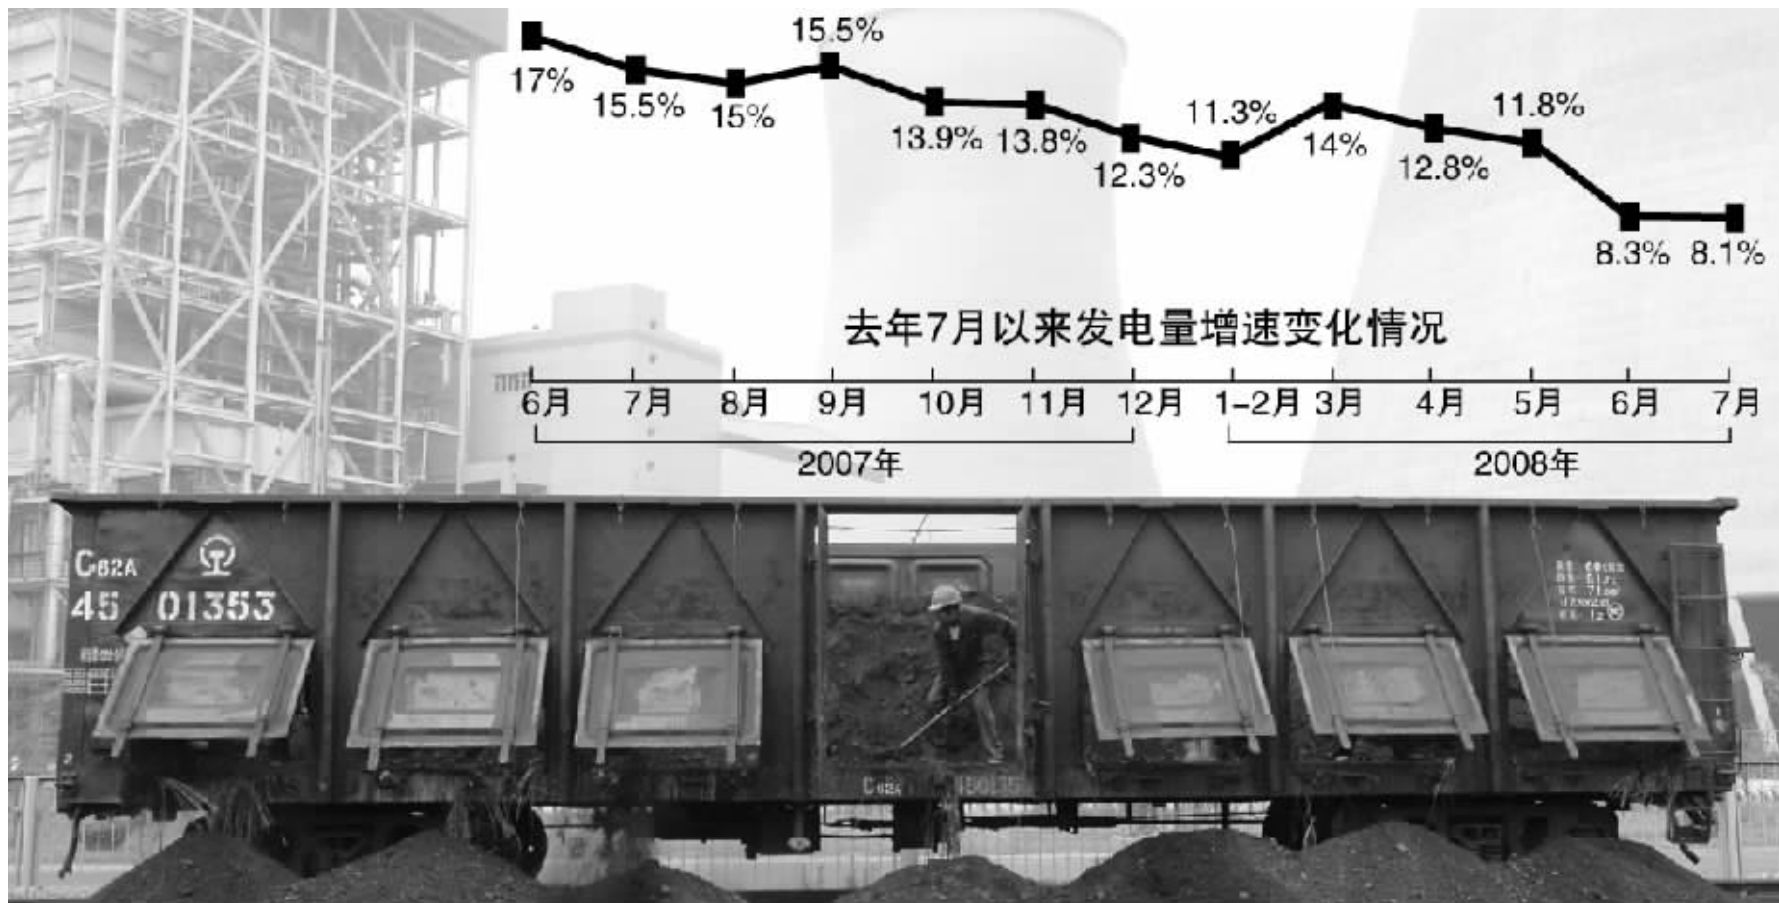 15.5%
17%
15.5%
15%
13.9%
13.8%
12.3%
11.3%
14%
12.8%
11.8%
8.3%
8.1%
去年7月以来发电量增速变化情况
6月 7月 8月 9月 10月 11月 12月 1-2月 3月 4月 5月 6月 7月
2007年 2008年
C62A
45 01353
C62A